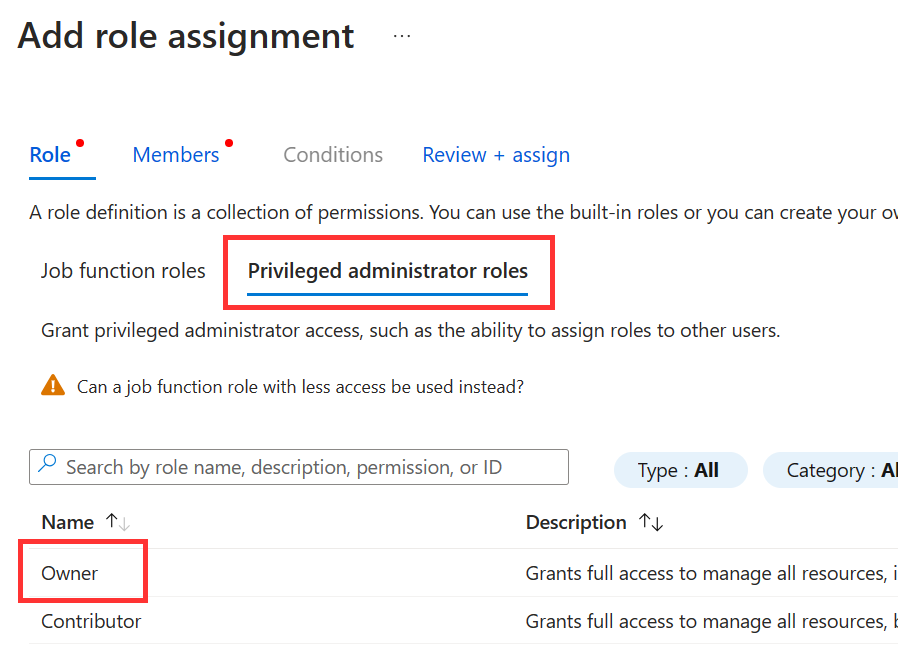 Add role assignment ...
Role Members Conditions Review + assign
A role definition is a collection of permissions. You can use the built-in roles or you can create your
Job function roles Privileged administrator roles
Grant privileged administrator access, such as the ability to assign roles to other users.
Can a job function role with less access be used instead?
Search by role name, description, permission, or ID Type : All Category :
Name ↑↓ Description ↑↓
Owner Grants full access to manage all resources,
Contributor Grants full access to manage all resources,